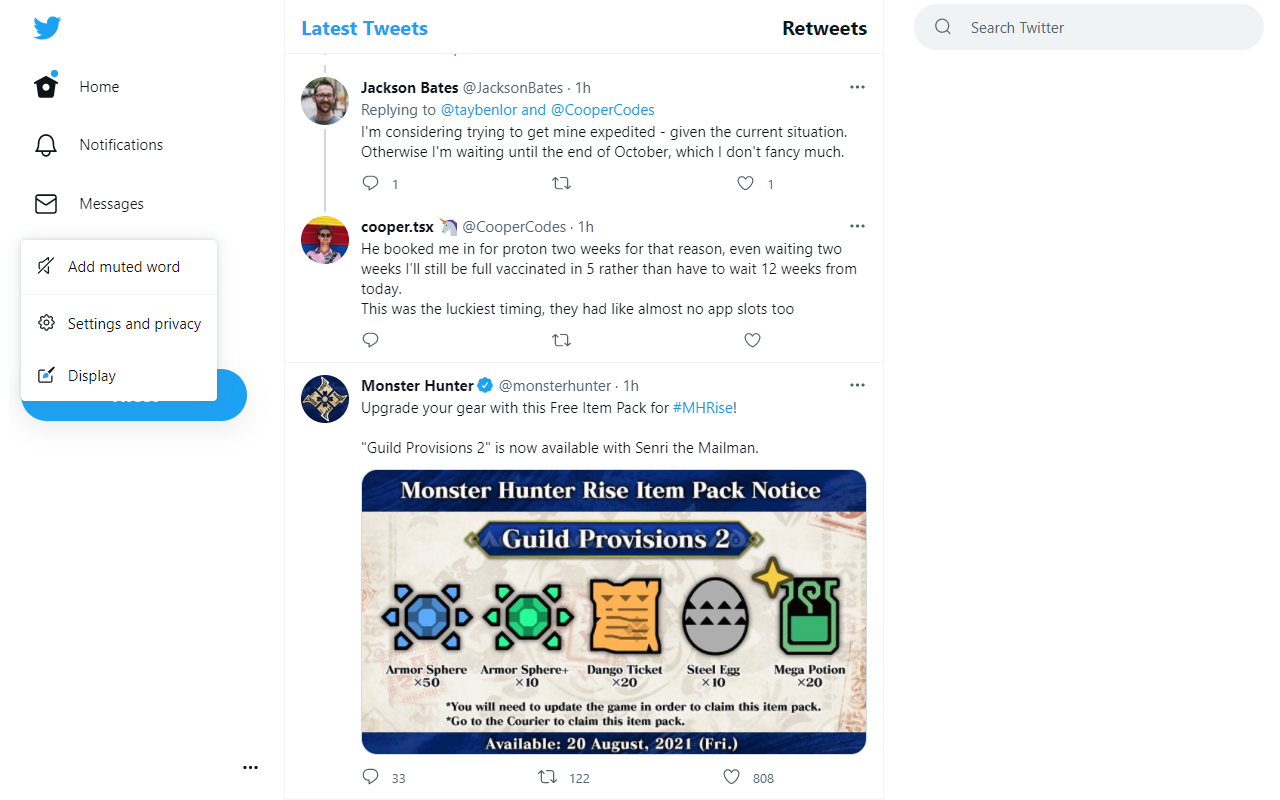 Latest Tweets
Retweets
Search Twitter
Home
Notifications
Messages
Add muted word
Settings and privacy
Display
Jackson Bates @JacksonBates · 1h
Replying to @taybenlor and @CooperCodes
I'm considering trying to get mine expedited - given the current situation.
Otherwise I'm waiting until the end of October, which I don't fancy much.
1
1
cooper.tsx 🦄 @CooperCodes · 1h
He booked me in for proton two weeks for that reason, even waiting two
weeks I'll still be full vaccinated in 5 rather than have to wait 12 weeks from
today.
This was the luckiest timing, they had like almost no app slots too
Monster Hunter @monsterhunter · 1h
Upgrade your gear with this Free Item Pack for #MHRise!
"Guild Provisions 2" is now available with Senri the Mailman.
Monster Hunter Rise Item Pack Notice
Guild Provisions 2
Armor Sphere
×50
Armor Sphere+
×10
Dango Ticket
×20
Steel Egg
×10
Mega Potion
×20
*You will need to update the game in order to claim this item pack.
*Go to the Courier to claim this item pack.
Available: 20 August, 2021 (Fri.)
33
122
808